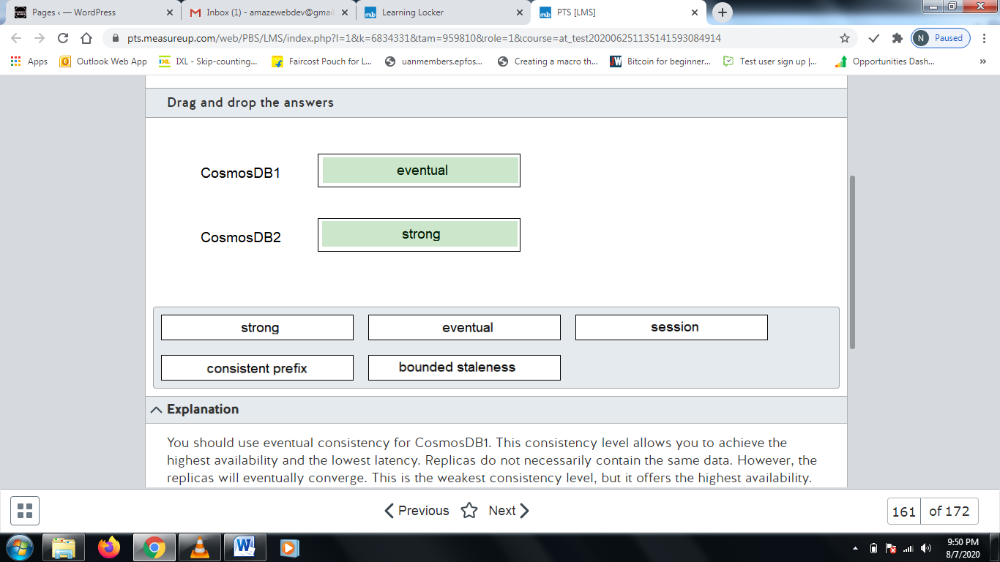 Pages ‹ — WordPress
Inbox (1) - amazewebdev@gmai
Learning Locker
PTS [LMS]
pts.measureup.com/web/PBS/LMS/index.php?l=1&k=6834331&tam=959810&role=1&course=at_test202006251135141593084914
N Paused
Apps
Outlook Web App
IXL - Skip-counting...
Faircost Pouch for L...
uanmembers.epfos...
Creating a macro th...
Bitcoin for beginner...
Test user sign up |...
Opportunities Dash...
»
Drag and drop the answers
CosmosDB1
eventual
CosmosDB2
strong
strong
eventual
session
consistent prefix
bounded staleness
Explanation
You should use eventual consistency for CosmosDB1. This consistency level allows you to achieve the
highest availability and the lowest latency. Replicas do not necessarily contain the same data. However, the
replicas will eventually converge. This is the weakest consistency level, but it offers the highest availability.
Previous
Next
161 of 172
9:50 PM
8/7/2020